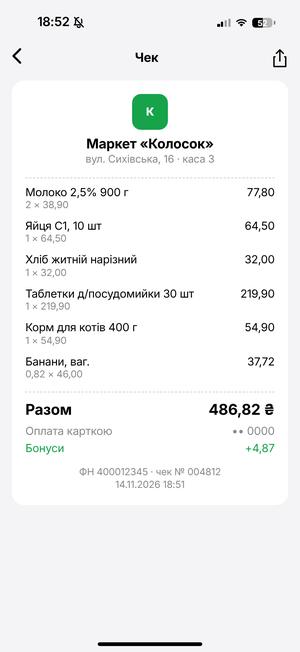 18:52
52
Чек
К
Маркет «Колосок»
вул. Сихівська, 16 · каса 3
Молоко 2,5% 900 г 77,80
2 × 38,90
Яйця С1, 10 шт 64,50
1 × 64,50
Хліб житній нарізний 32,00
1 × 32,00
Таблетки д/посудомийки 30 шт 219,90
1 × 219,90
Корм для котів 400 г 54,90
1 × 54,90
Банани, ваг. 37,72
0,82 × 46,00
Разом 486,82 ₴
Оплата карткою •• 0000
Бонуси +4,87
ФН 400012345 · чек № 004812
14.11.2026 18:51